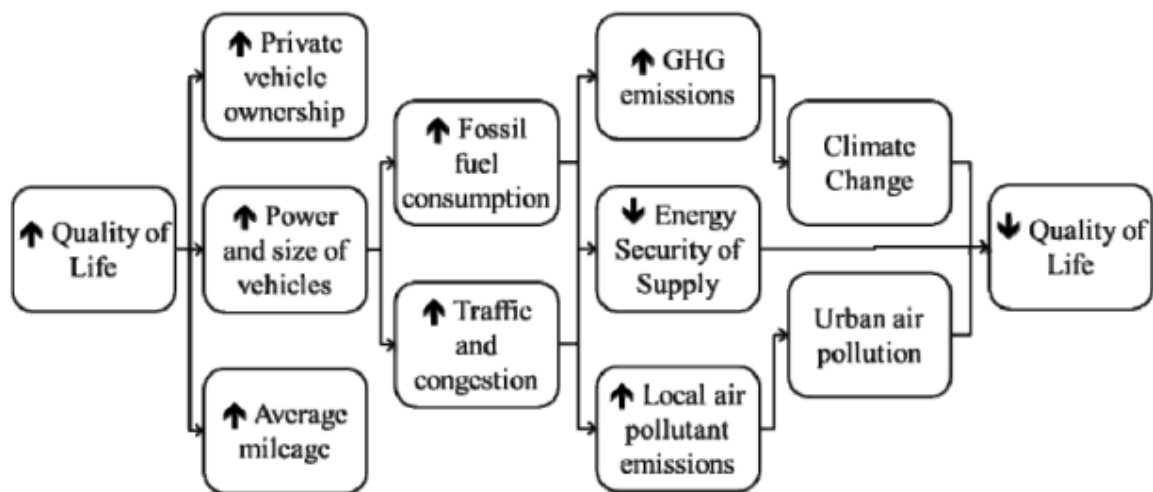 ↑ Quality of
Life
↑ Private
vehicle
ownership
↑ Power
and size of
vehicles
↑ Average
mileage
↑ Fossil
fuel
consumption
↑ Traffic
and
congestion
↑ GHG
emissions
↓ Energy
Security of
Supply
↑ Local air
pollutant
emissions
Climate
Change
Urban air
pollution
↓ Quality of
Life